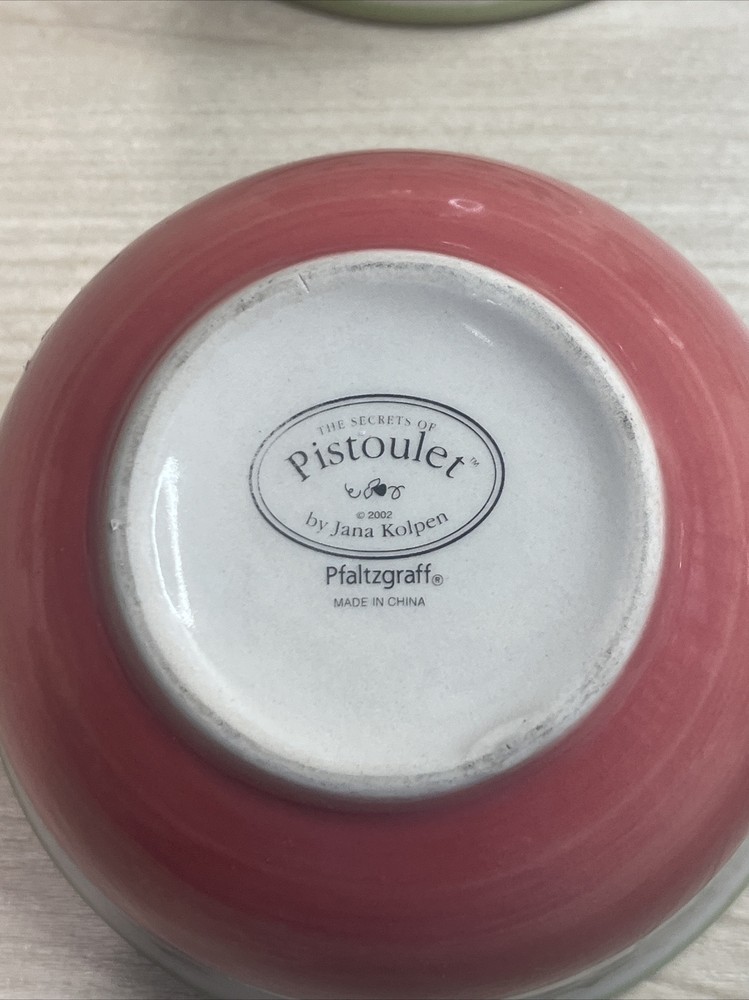 THE SECRETS OF
Pistoulet™
© 2002
by Jana Kolpen
Pfaltzgraff®
MADE IN CHINA